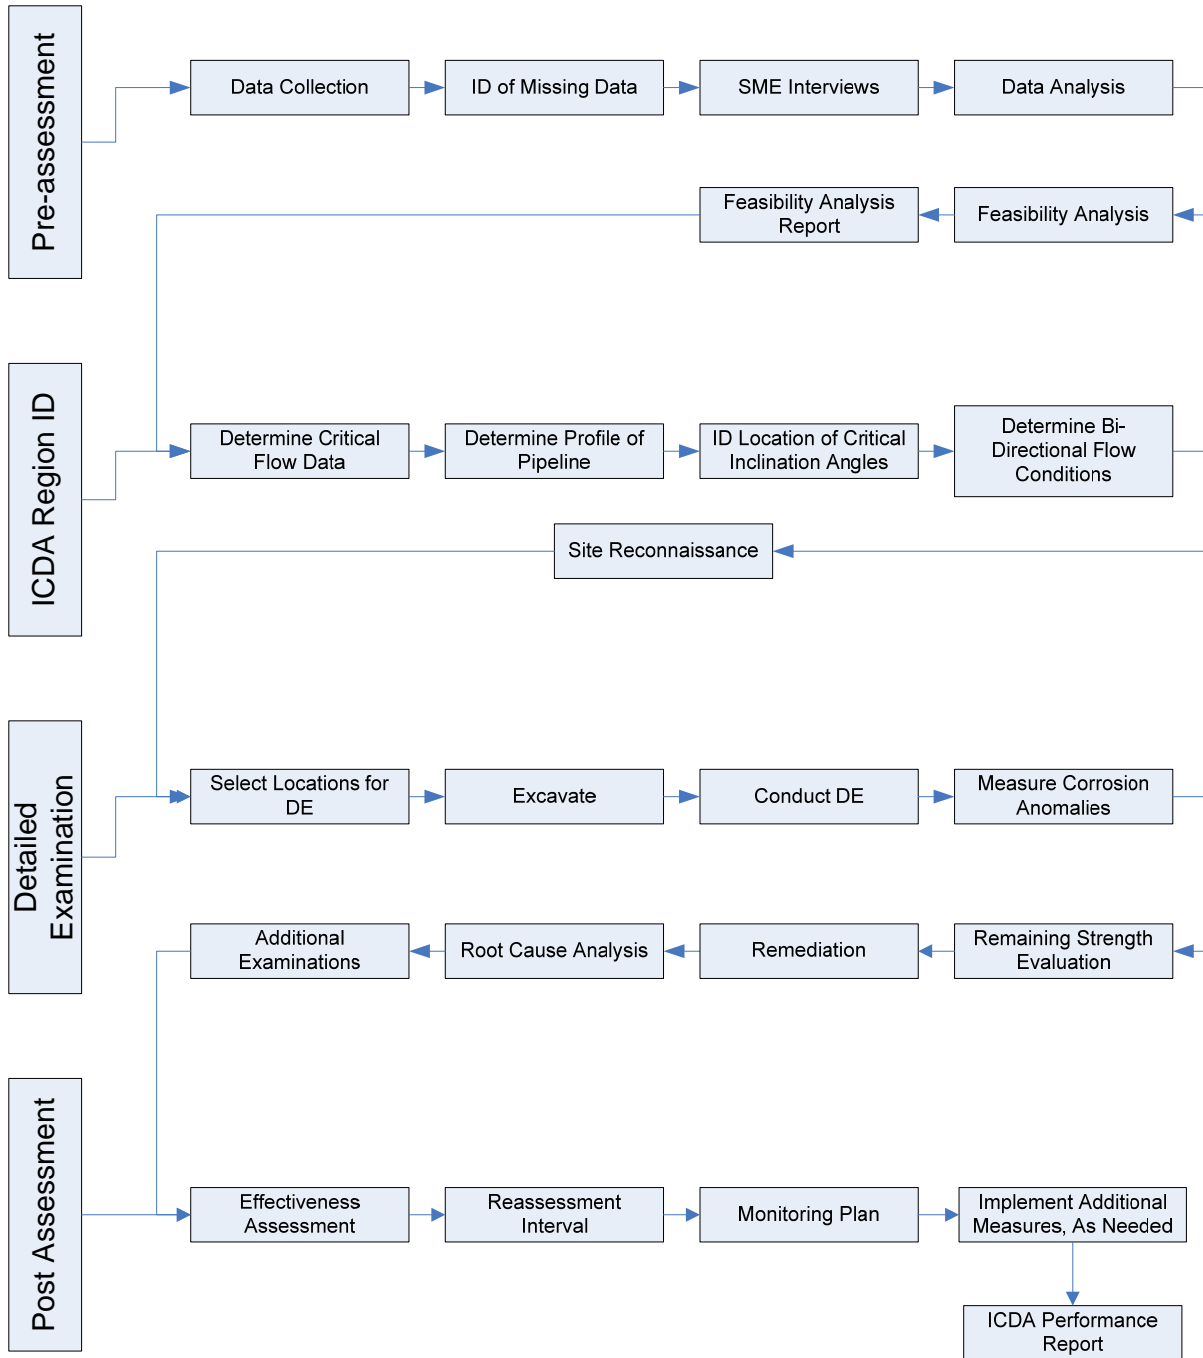 Pre-assessment
Data Collection
ID of Missing Data
SME Interviews
Data Analysis
Feasibility Analysis
Report
Feasibility Analysis
ICDA Region ID
Determine Critical
Flow Data
Determine Profile of
Pipeline
ID Location of Critical
Inclination Angles
Determine Bi-
Directional Flow
Conditions
Site Reconnaissance
Detailed
Examination
Select Locations for
DE
Excavate
Conduct DE
Measure Corrosion
Anomalies
Additional
Examinations
Root Cause Analysis
Remediation
Remaining Strength
Evaluation
Post Assessment
Effectiveness
Assessment
Reassessment
Interval
Monitoring Plan
Implement Additional
Measures, As Needed
ICDA Performance
Report